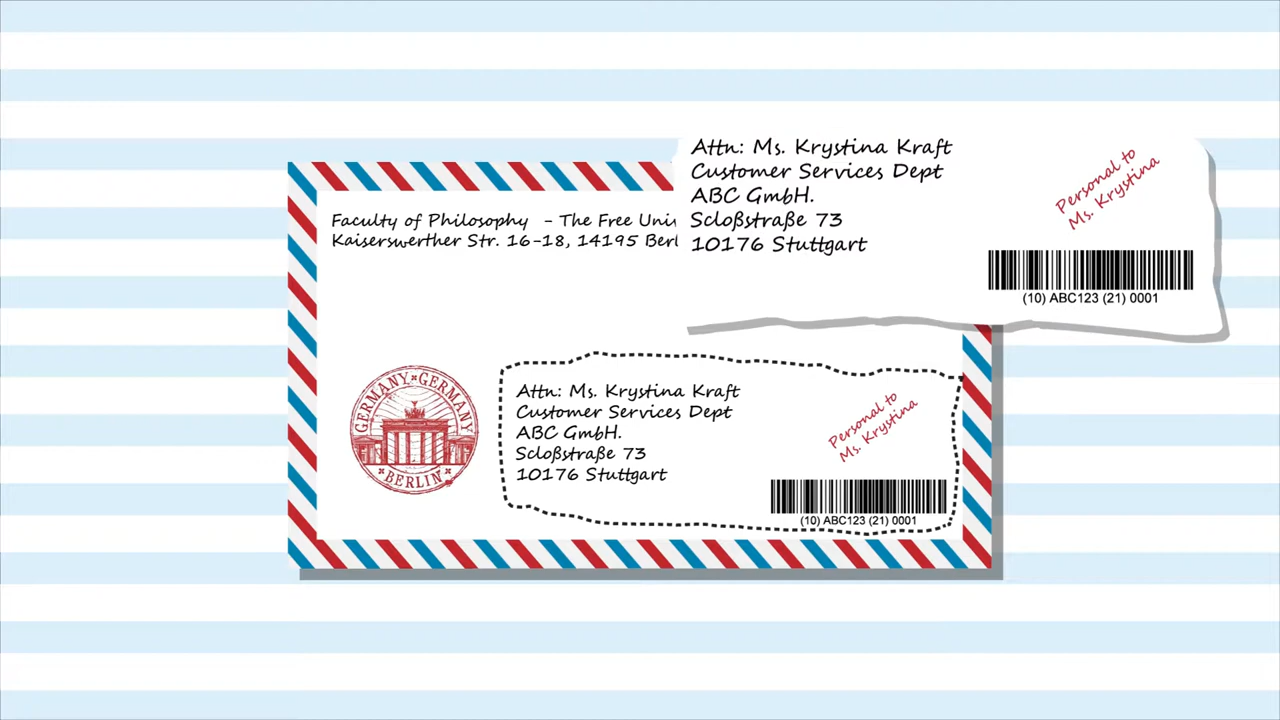 Attn: Ms. Krystina Kraft
Customer Services Dept
ABC GmbH.
Scloßstraße 73
10176 Stuttgart
Personal to
Ms. Krystina
(10) ABC123 (21) 0001
Faculty of Philosophy - The Free
Kaiserswerther Str. 16-18, 14195
GERMANY GERMANY
BERLIN
Attn: Ms. Krystina Kraft
Customer Services Dept
ABC GmbH.
Scloßstraße 73
10176 Stuttgart
Personal to
Ms. Krystina
(10) ABC123 (21) 0001